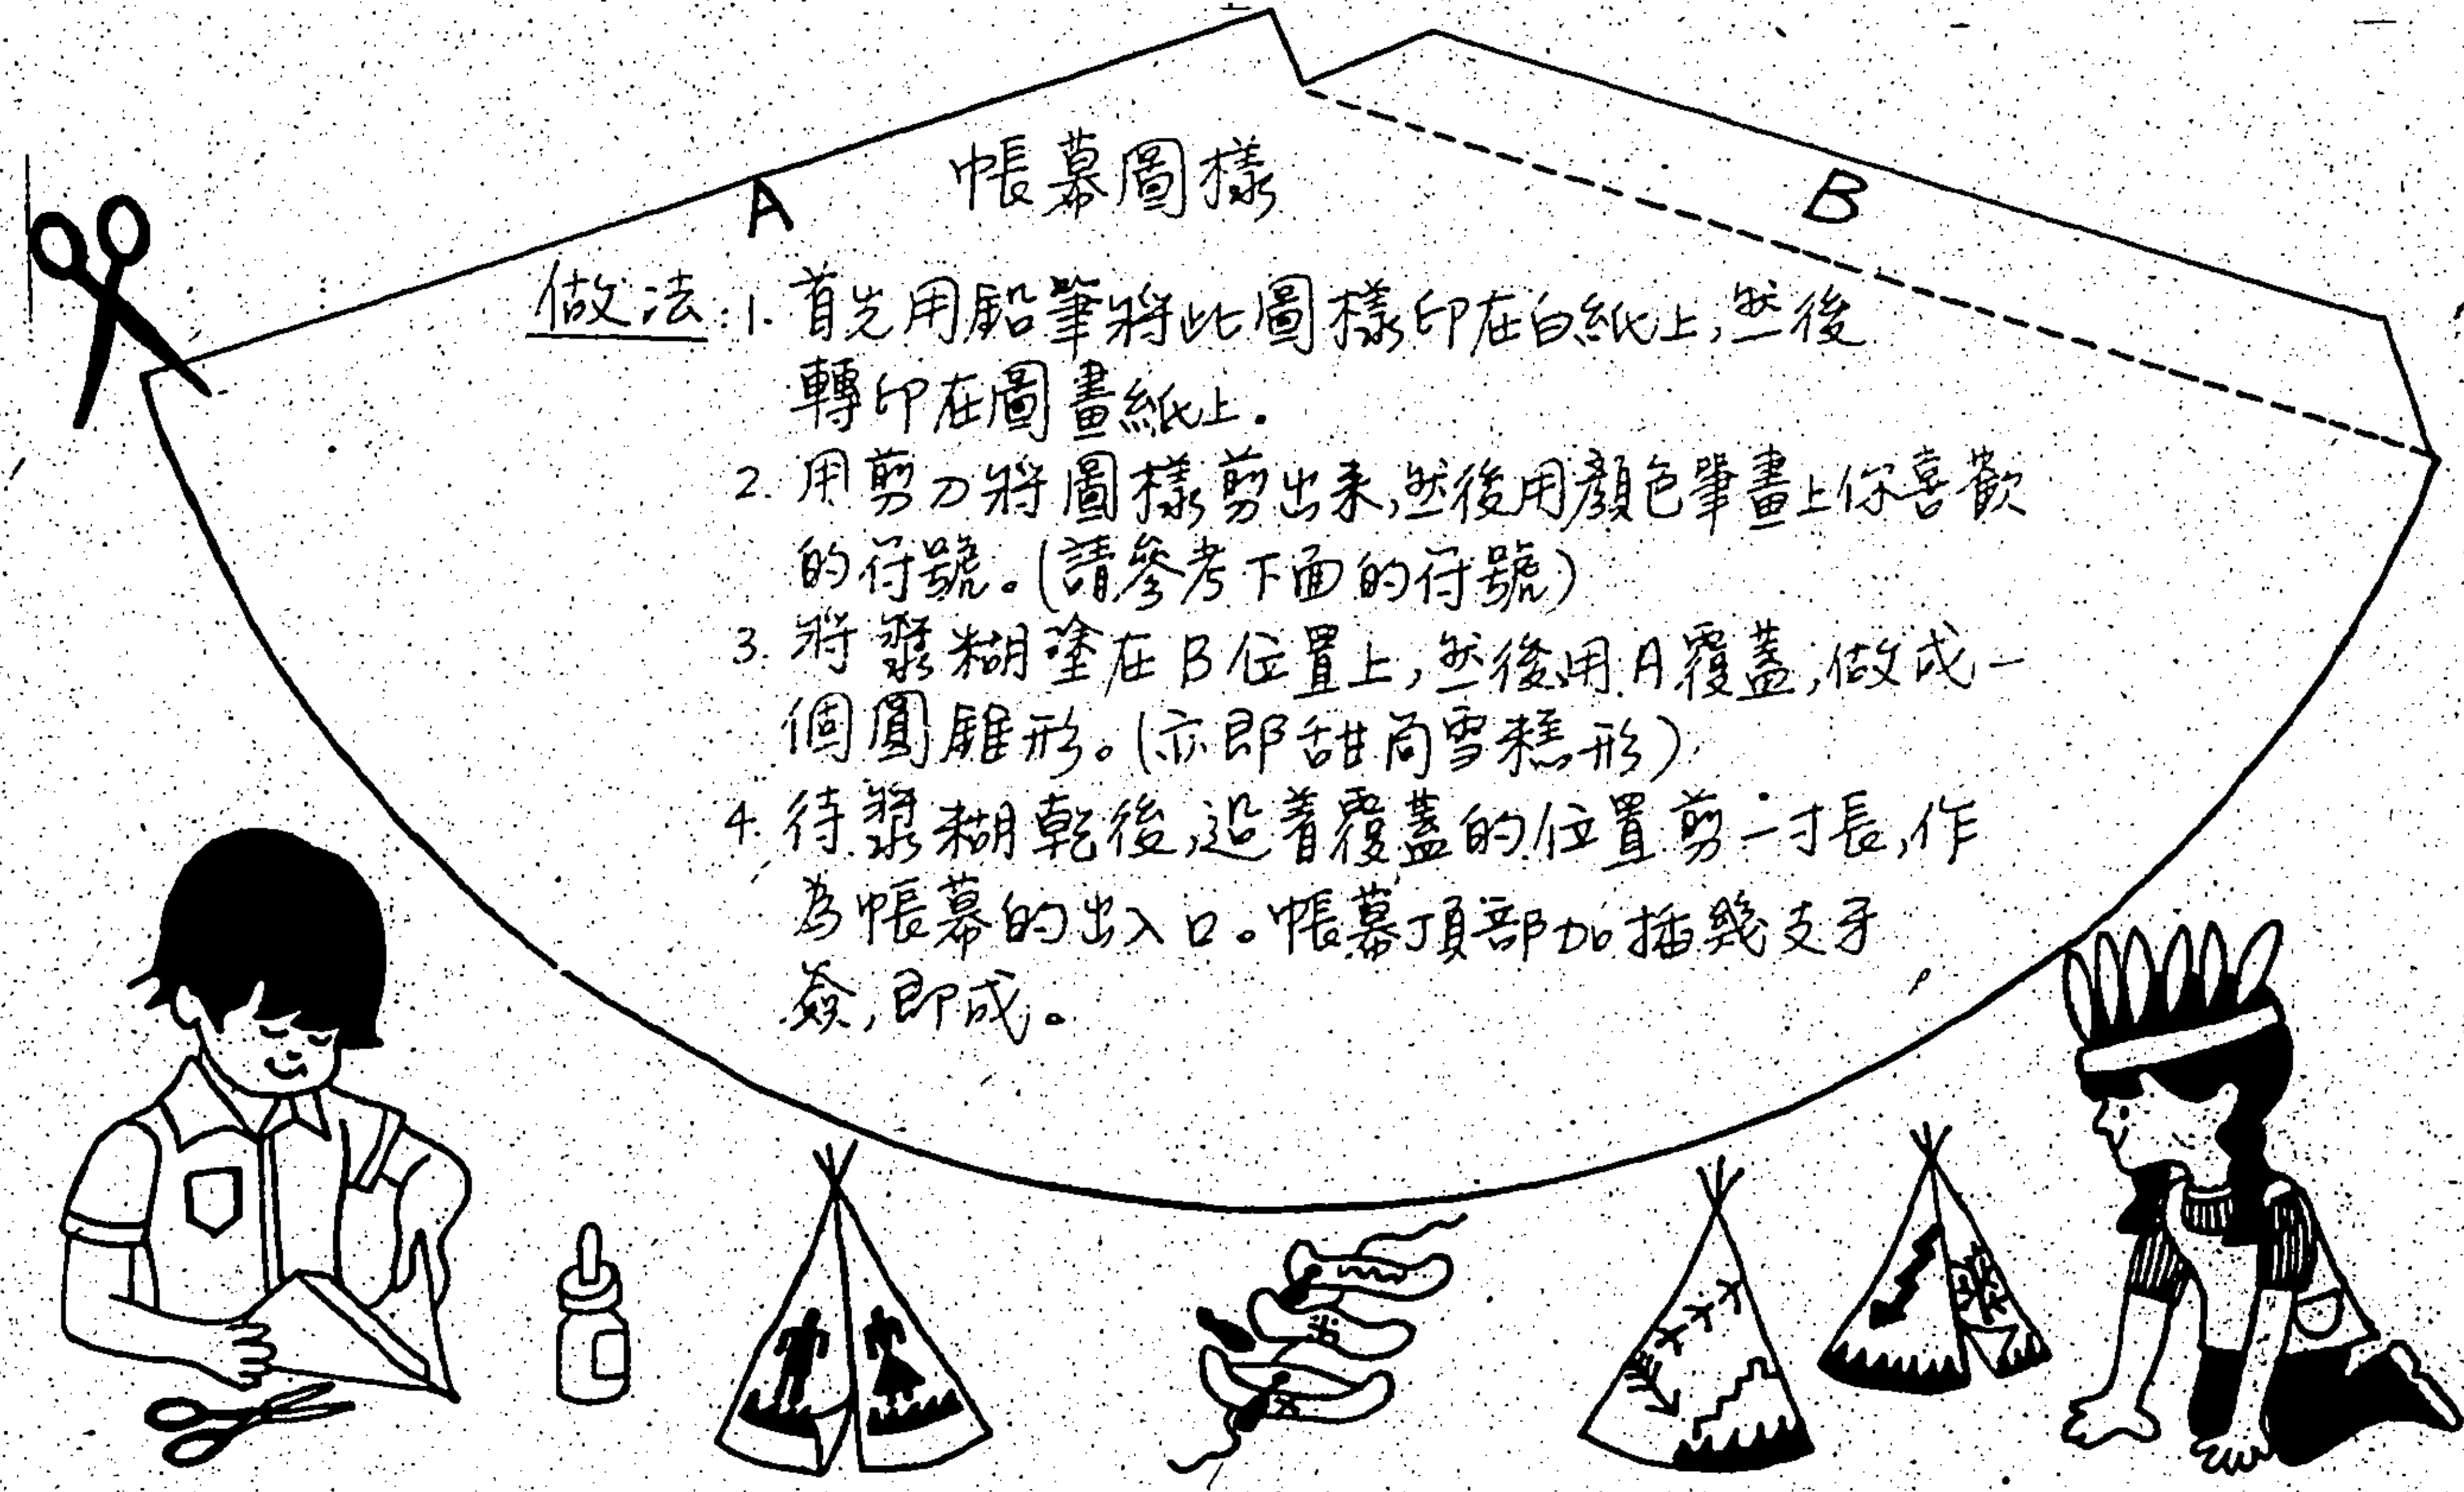 帳幕圖樣
A
B
做法:1. 首先用鉛筆將此圖樣印在白紙上,然後
轉印在圖畫紙上.
2. 用剪刀將圖樣剪出來,然後用顏色筆畫上你喜歡
的符號。(請參考下面的符號)
3. 將漿糊塗在B位置上,然後用A覆蓋,做成一
個圓錐形。(亦即甜筒雪糕形)
4. 待漿糊乾後,沿着覆蓋的位置剪一寸長,作
為帳幕的出入口。帳幕頂部加插幾支牙
簽,即成。